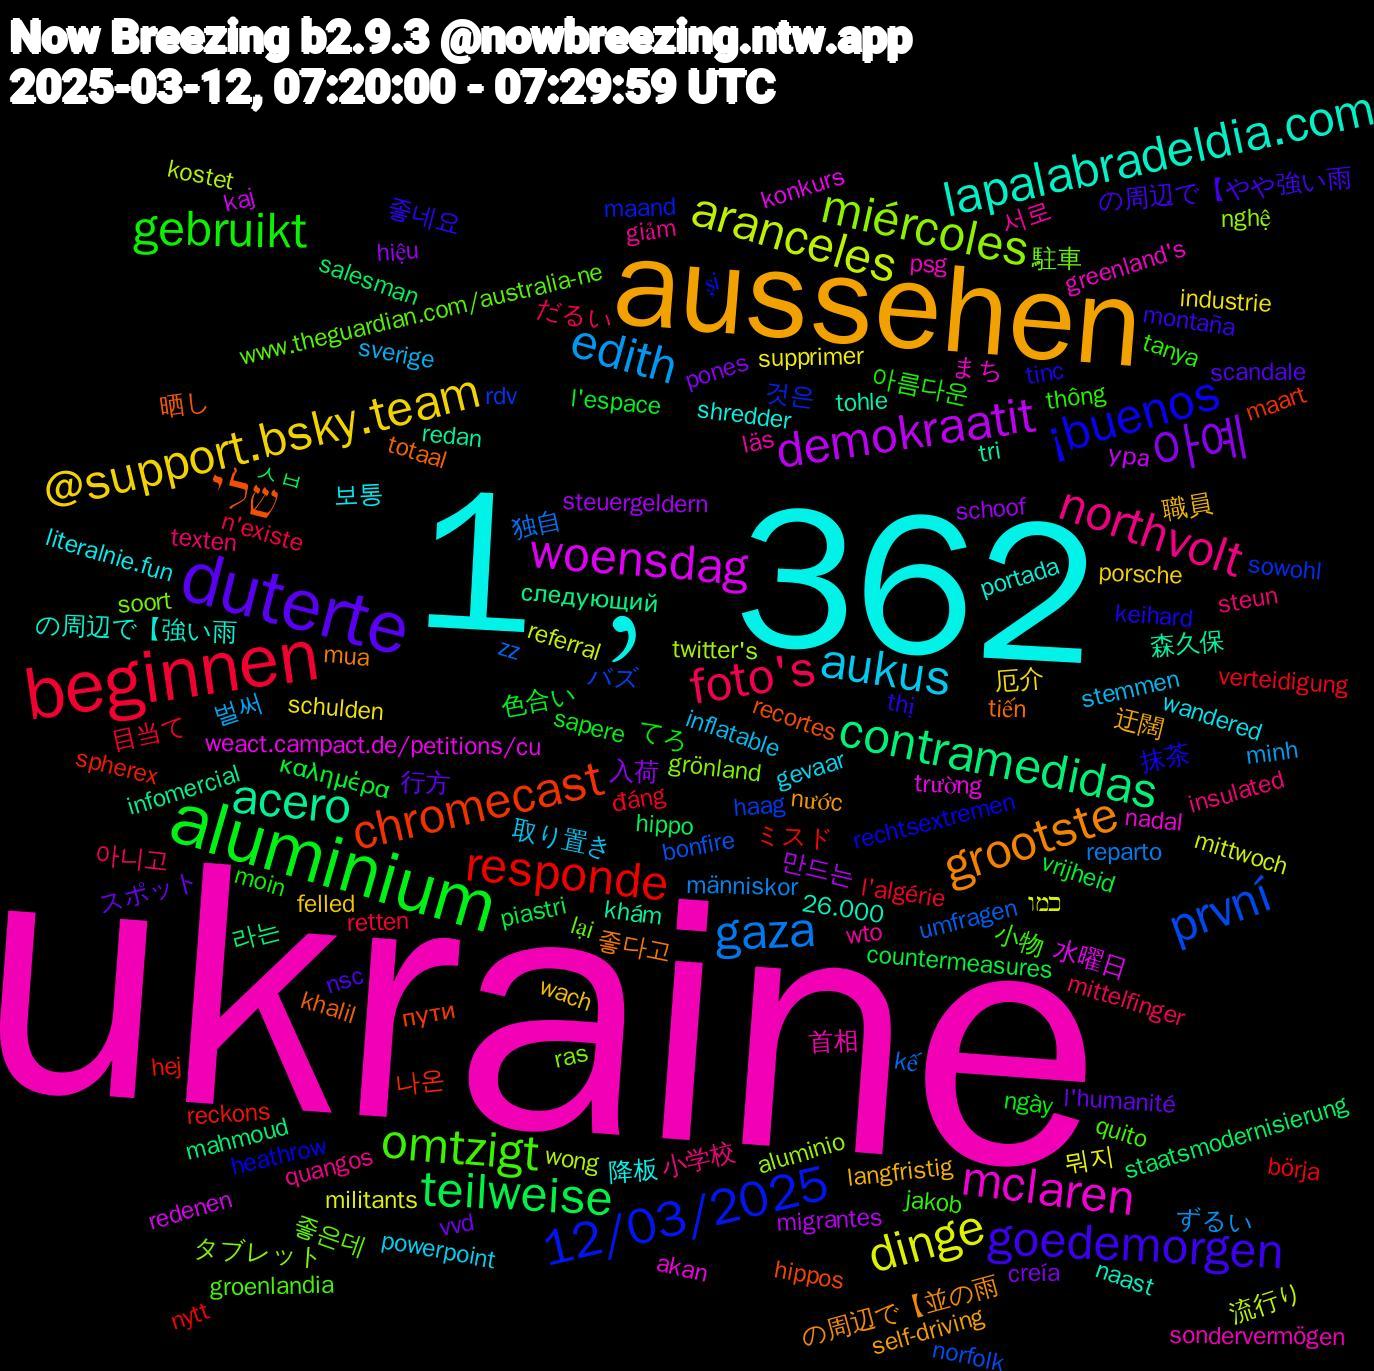 Now Breezing b2.9.3 @nowbreezing.ntw.app
2025-03-12, 07:20:00 - 07:29:59 UTC
lapalabradeldia.com
kostet
kaj
konkurs
maand
の周辺で【やや強い雨
좋네요
서로
nghệ
giảm
miércoles
aranceles
gebruikt
hiệu
psg
駐車
greenland's
salesman
www.theguardian.com/australia-ne
şi
だるい
aussehen
industrie
montaña
edith
sverige
supprimer
tanya
pones
scandale
晒し
rdv
것은
tinc
아름다운
l'espace
@support.bsky.team
shredder
tohle
thông
maart
¡buenos
redan
läs
totaal
まち
שלי
ㅅㅂ
demokraatit
아예
ура
tri
보통
recortes
職員
steuergeldern
1,362
独自
schoof
northvolt
n'existe
duterte
woensdag
texten
literalnie.fun
khalil
porsche
sowohl
portada
следующий
soort
keihard
の周辺で【強い雨
steun
beginnen
mua
referral
twitter's
森久保
zz
バズ
foto's
aukus
厄介
verteidigung
stemmen
벌써
thị
tiến
schulden
色合い
wandered
目当て
weact.campact.de/petitions/cu
sapere
てろ
迂闊
inflatable
contramedidas
minh
spherex
καλημέρα
grönland
gevaar
抹茶
行方
入荷
infomercial
acero
chromecast
trường
nước
đáng
insulated
aluminium
取り置き
haag
ミスド
rechtsextremen
nadal
grootste
hippo
bonfire
reparto
아니고
만드는
mittwoch
スポット
responde
l'algérie
människor
vrijheid
moin
felled
26.000
כמו
라는
piastri
khám
gaza
první
retten
좋다고
umfragen
lại
小物
水曜日
nsc
countermeasures
wto
wach
пути
mittelfinger
ukraine
首相
ras
kế
나온
hej
l'humanité
omtzigt
ngày
mahmoud
aluminio
quito
staatsmodernisierung
reckons
wong
小学校
heathrow
降板
뭐지
quangos
langfristig
börja
teilweise
militants
mclaren
redenen
12/03/2025
jakob
migrantes
ずるい
vvd
dinge
goedemorgen
좋은데
タブレット
powerpoint
creía
hippos
naast
groenlandia
akan
の周辺で【並の雨
流行り
nytt
self-driving
sondervermögen
norfolk